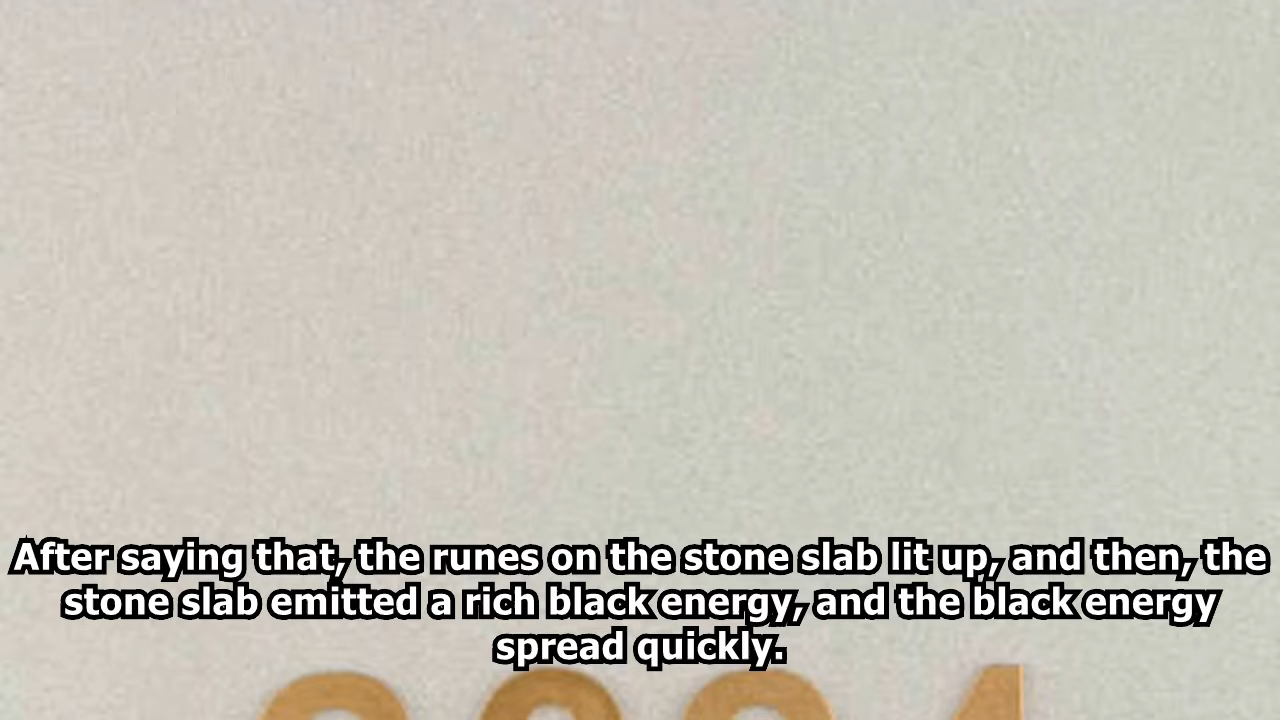 After saying that, the runes on the stone slab lit up, and then, the
stone slab emitted a rich black energy, and the black energy
spread quickly.